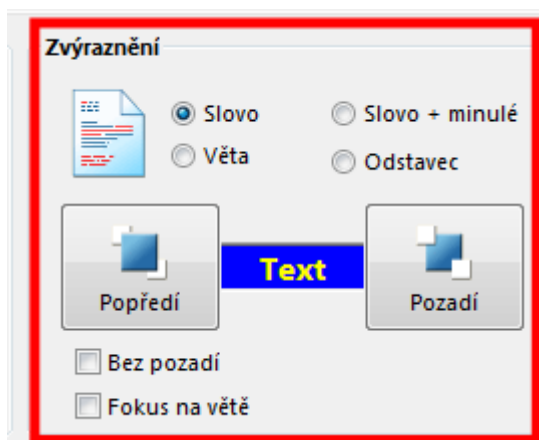 Zvýraznění
Slovo
Slovo + minulé
Věta
Odstavec
Text
Popředí
Pozadí
Bez pozadí
Fokus na větě